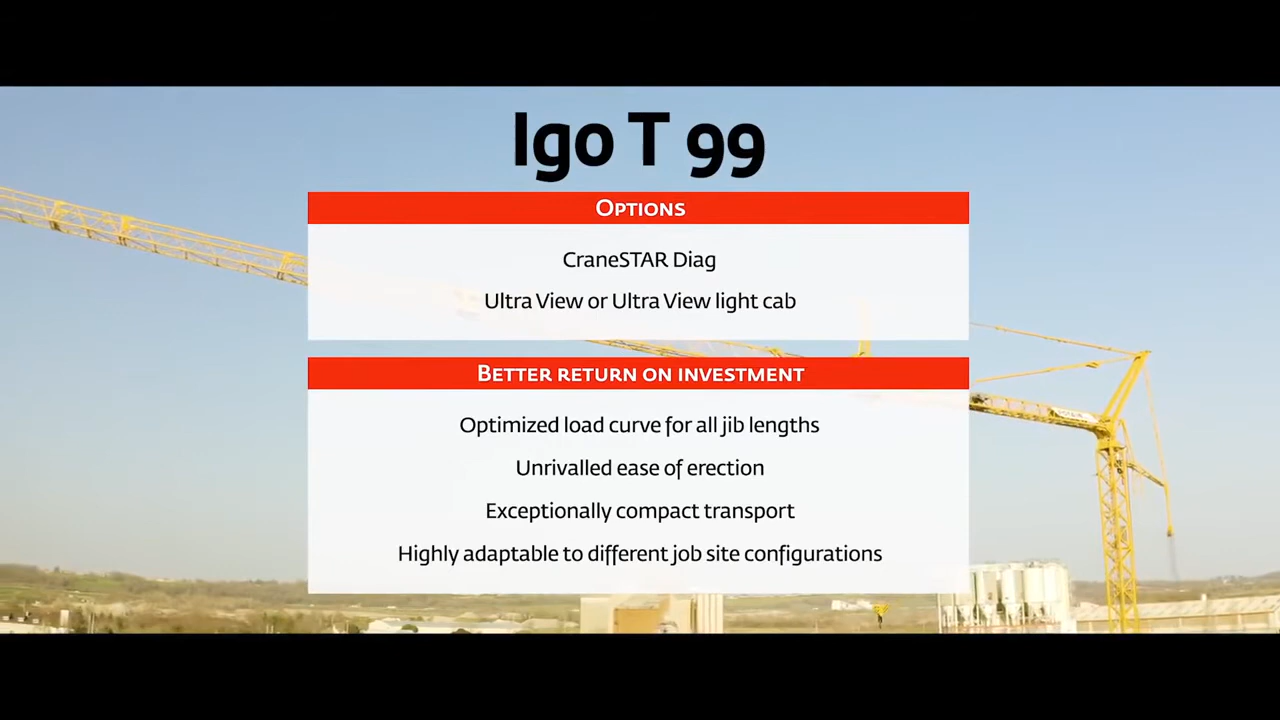 Igo T 99
Options
CraneSTAR Diag
Ultra View or Ultra View light cab
Better return on investment
Optimized load curve for all jib lengths
Unrivalled ease of erection
Exceptionally compact transport
Highly adaptable to different job site configurations